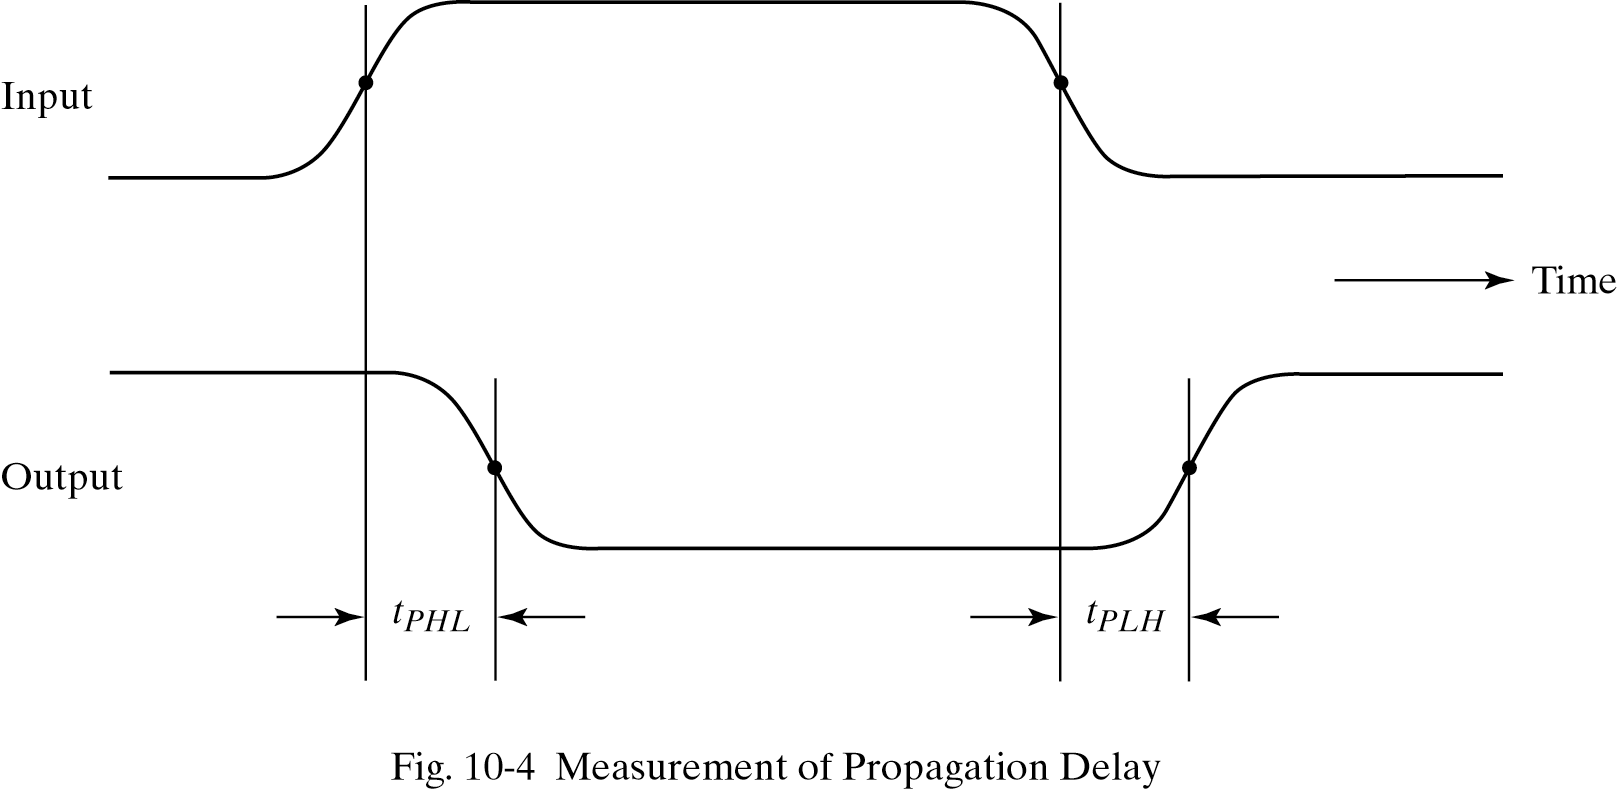 Input
Time
Output
tPHL
tPLH
Fig. 10-4 Measurement of Propagation Delay